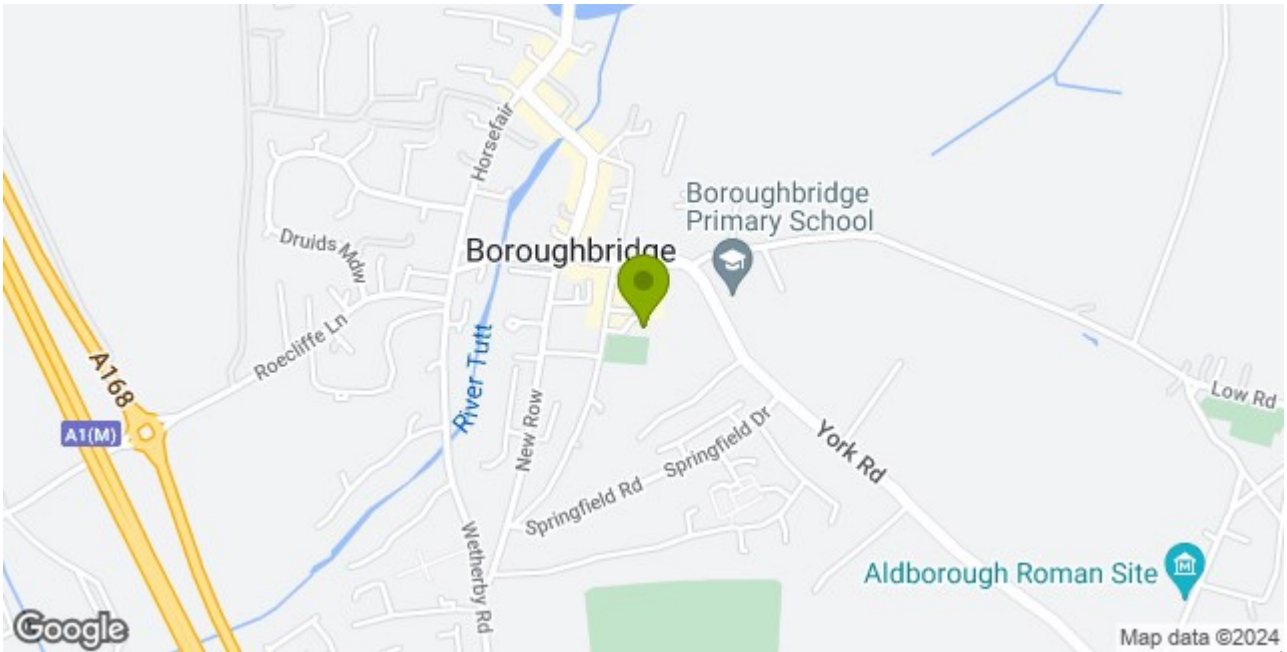 Horsefair
Boroughbridge
Primary School
Druids Mdw
Boroughbridge
Roecliffe Ln
River Tutt
A168
A1(M)
New Row
Low Rd
Springfield Dr
York Rd
Springfield Rd
Wetherby Rd
Aldborough Roman Site
M
Google
Map data ©2024